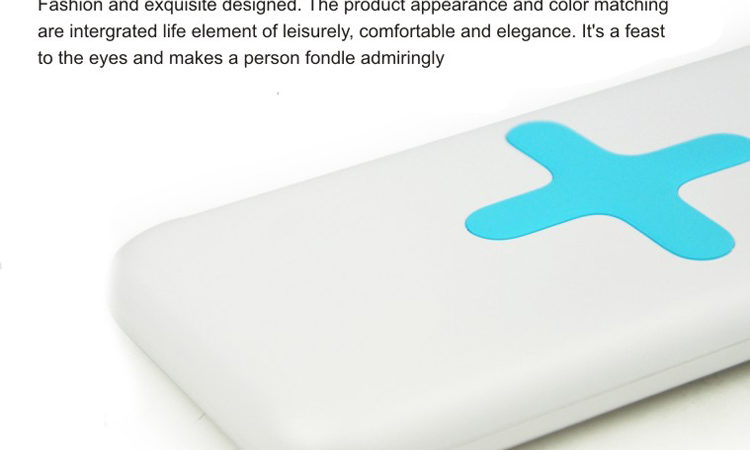 Fashion and exquisite designed. The product appearance and color matching
are intergrated life element of leisurely, comfortable and elegance. It's a feast
to the eyes and makes a person fondle admiringly